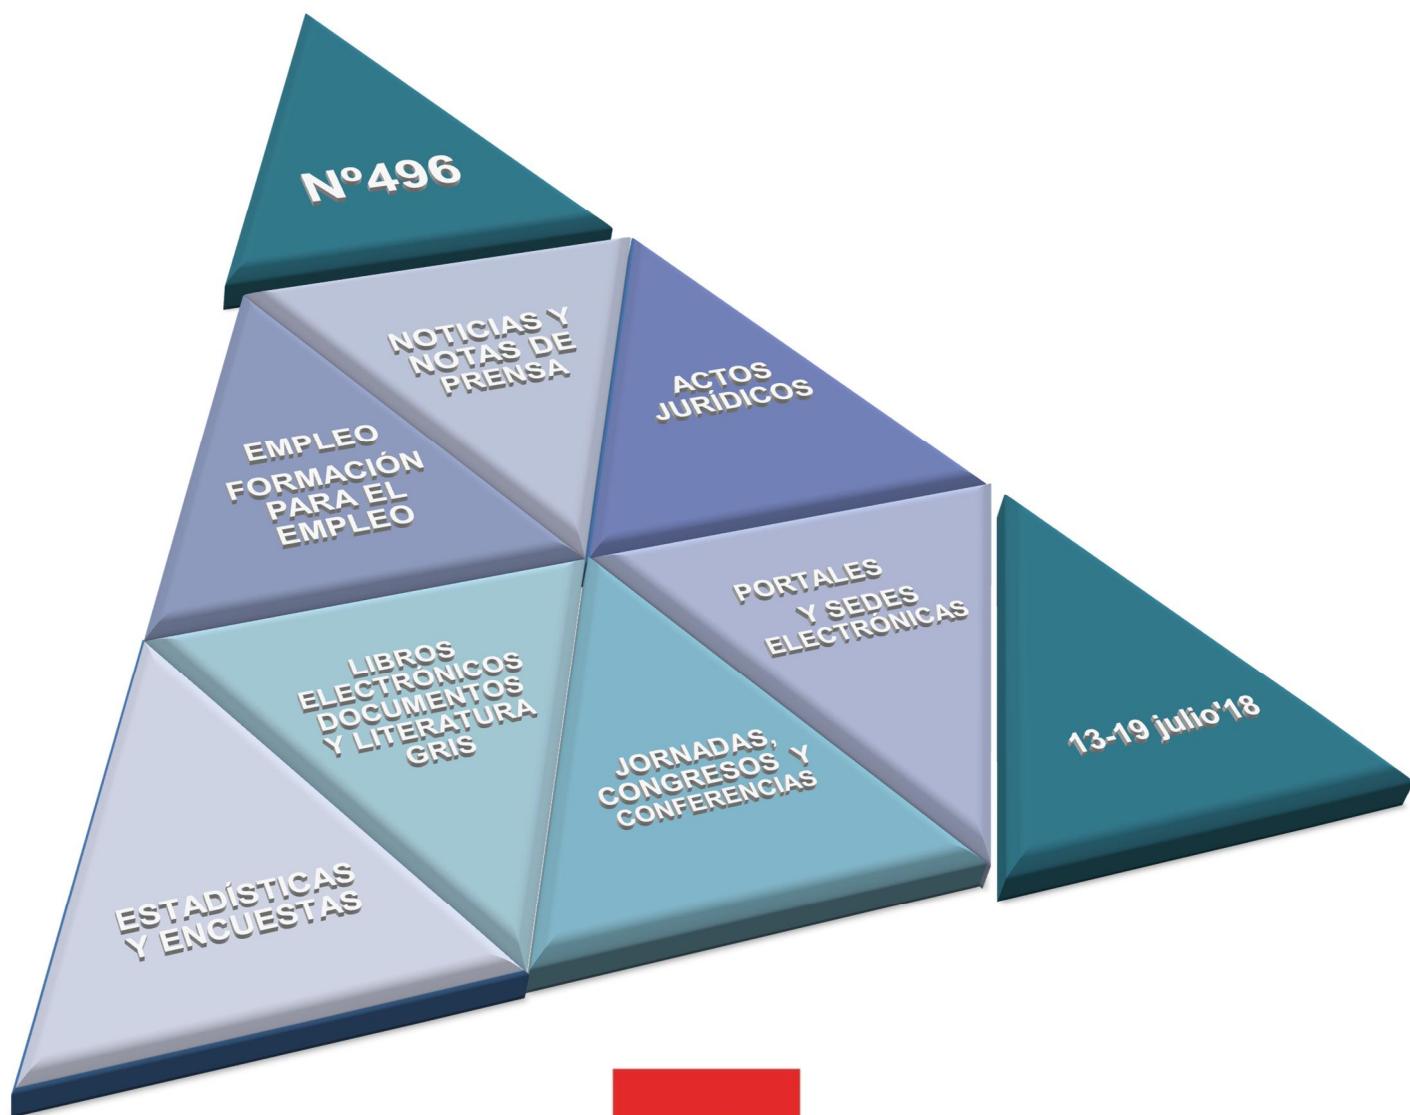 Nº496
NOTICIAS Y
NOTAS DE
PRENSA
ACTOS
JURÍDICOS
EMPLEO
FORMACIÓN
PARA EL
EMPLEO
PORTALES
Y SEDES
ELECTRÓNICAS
LIBROS
ELECTRÓNICOS
DOCUMENTOS
Y LITERATURA
GRIS
JORNADAS,
CONGRESOS Y
CONFERENCIAS
13-19 julio'18
ESTADÍSTICAS
Y ENCUESTAS